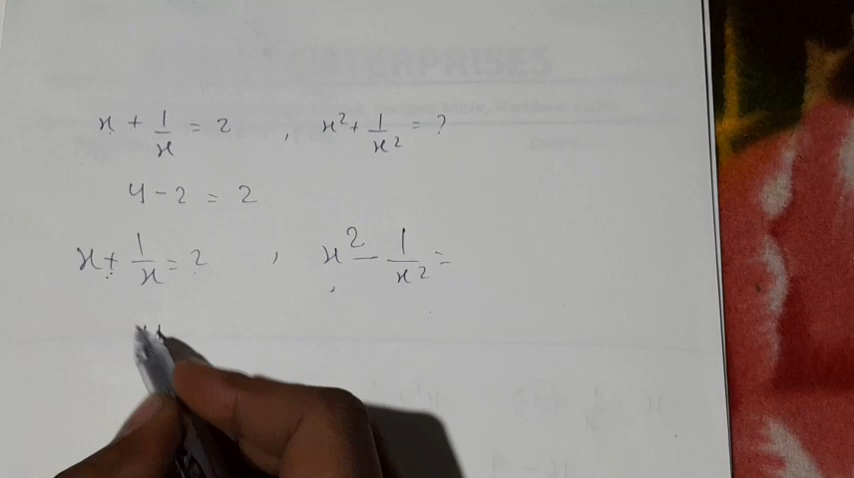 x + 1/x = 2 , x² + 1/x² = ?
4 - 2 = 2
x + 1/x = 2 , x² - 1/x² =